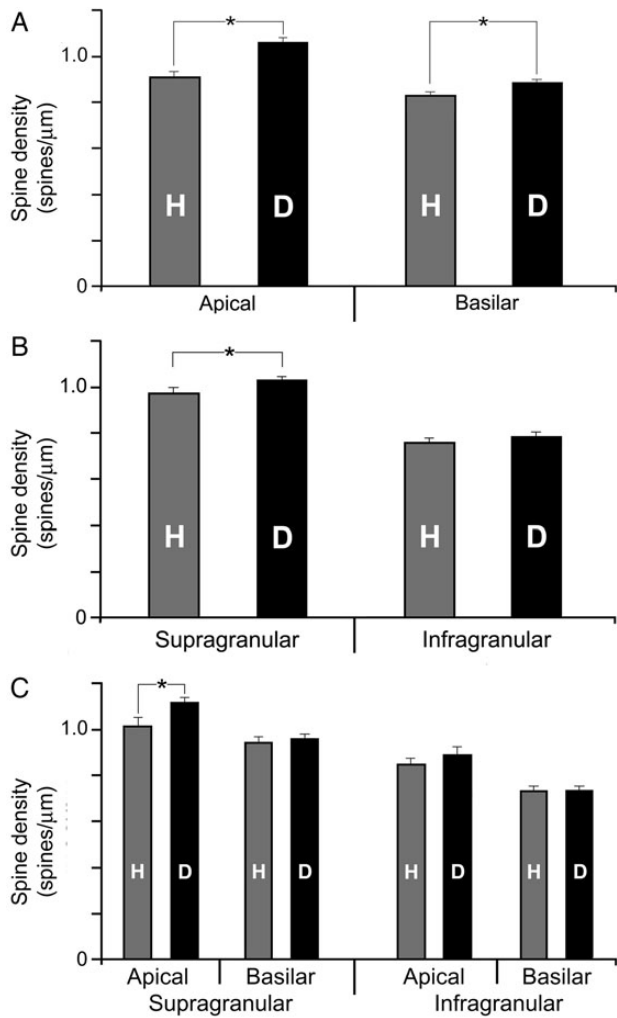 A
Spine density
(spines/μm)
1.0
0
*
*
H
D
H
D
Apical
Basilar
B
Spine density
(spines/μm)
1.0
0
*
H
D
H
D
Supragranular
Infragranular
C
Spine density
(spines/μm)
1.0
0
*
H
D
H
D
H
D
H
D
Apical
Basilar
Apical
Basilar
Supragranular
Infragranular